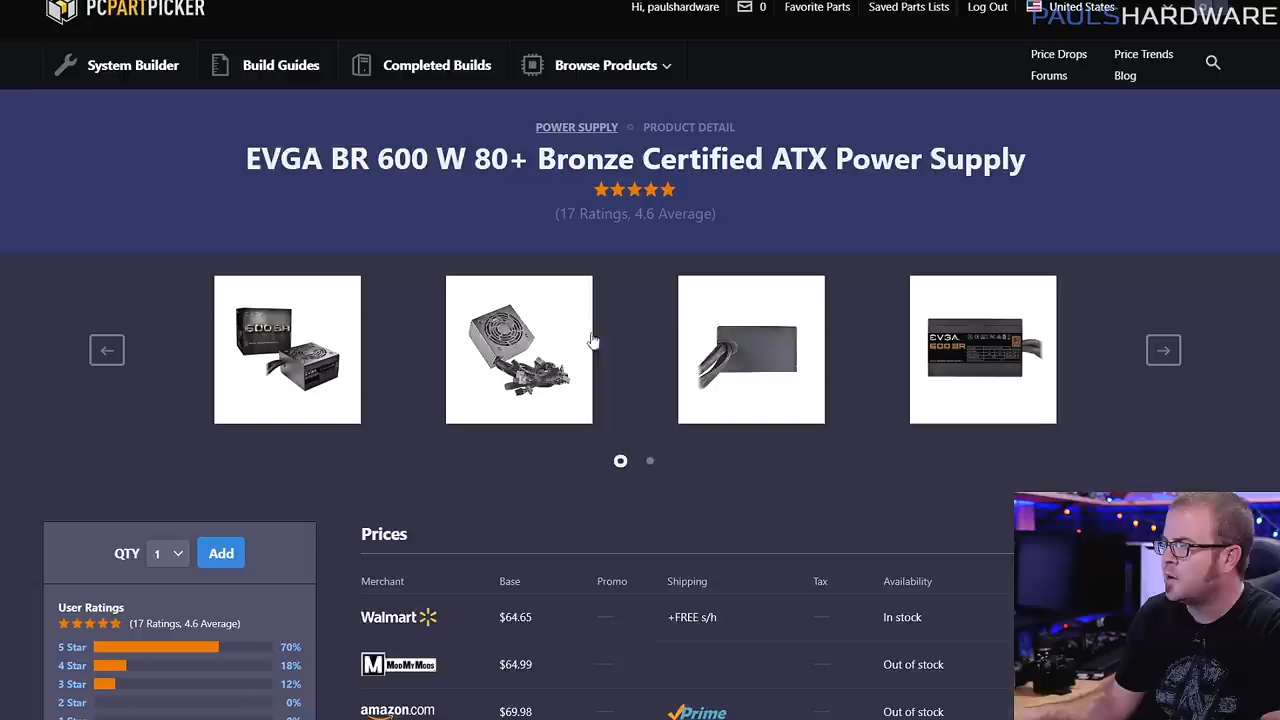 PCPARTPICKER
Hi, paulshardware
0
Favorite Parts
Saved Parts Lists
Log Out
United States
PAULSHARDWARE
System Builder
Build Guides
Completed Builds
Browse Products
Price Drops
Price Trends
Forums
Blog
POWER SUPPLY
PRODUCT DETAIL
EVGA BR 600 W 80+ Bronze Certified ATX Power Supply
(17 Ratings, 4.6 Average)
600 BR
EVGA
600 BR
QTY
1
Add
User Ratings
(17 Ratings, 4.6 Average)
5 Star
70%
4 Star
18%
3 Star
12%
2 Star
0%
Prices
Merchant Base Promo Shipping Tax Availability
Walmart $64.65 — +FREE s/h — In stock
M MODMYMODS $64.99 — — Out of stock
amazon.com $69.98 — Prime — Out of stock